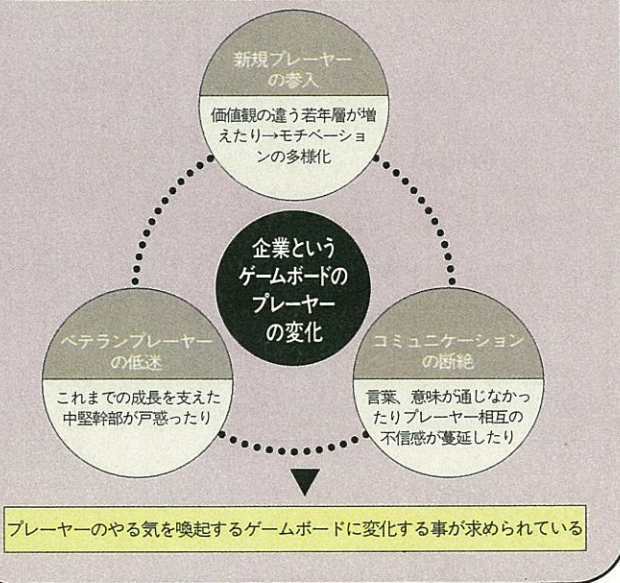 新規プレーヤー
の参入
価値観の違う若年層が増
えたり→モチベーショ
ンの多様化
企業という
ゲームボードの
プレーヤー
の変化
ベテランプレーヤー
の低迷
これまでの成長を支えた
中堅幹部が戸惑ったり
コミュニケーション
の断絶
言葉、意味が通じなかっ
たりプレーヤー相互の
不信感が蔓延したり
プレーヤーのやる気を喚起するゲームボードに変化する事が求められている